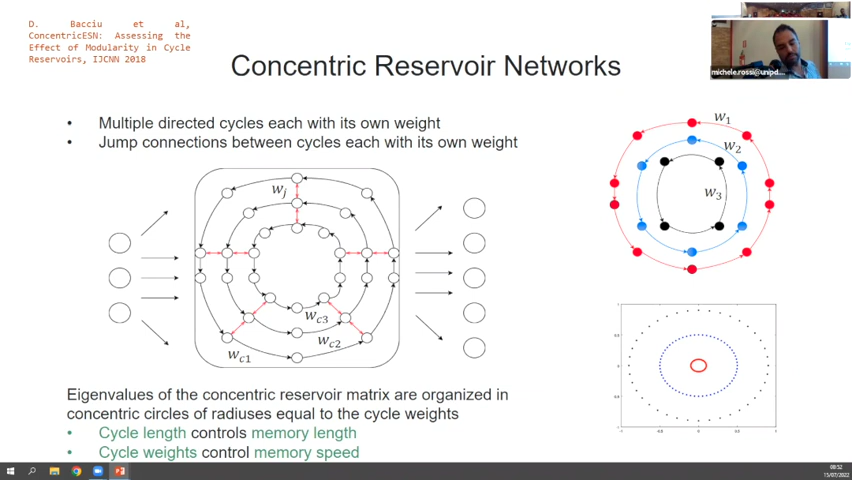 D. Bacciu et al,
ConcentricESN: Assessing the
Effect of Modularity in Cycle
Reservoirs, IJCNN 2018
Concentric Reservoir Networks
michele.rossi@unipd....
• Multiple directed cycles each with its own weight
• Jump connections between cycles each with its own weight
w1
w2
w3
wj
wc3
wc2
wc1
Eigenvalues of the concentric reservoir matrix are organized in
concentric circles of radiuses equal to the cycle weights
• Cycle length controls memory length
• Cycle weights control memory speed
08:52
15/07/2022